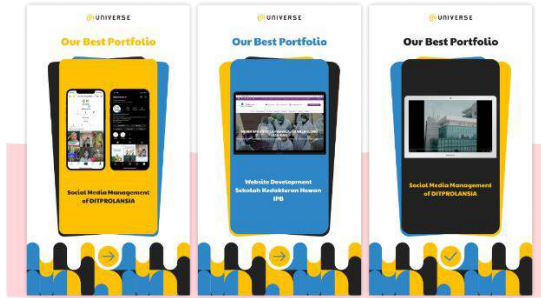 UNIVERSE
Our Best Portfolio
Social Media Management
of DITPROLANSIA
UNIVERSE
Our Best Portfolio
Website Development
Sekolah Kedokteran Hewan
IPB
UNIVERSE
Our Best Portfolio
Social Media Management
of DITPROLANSIA